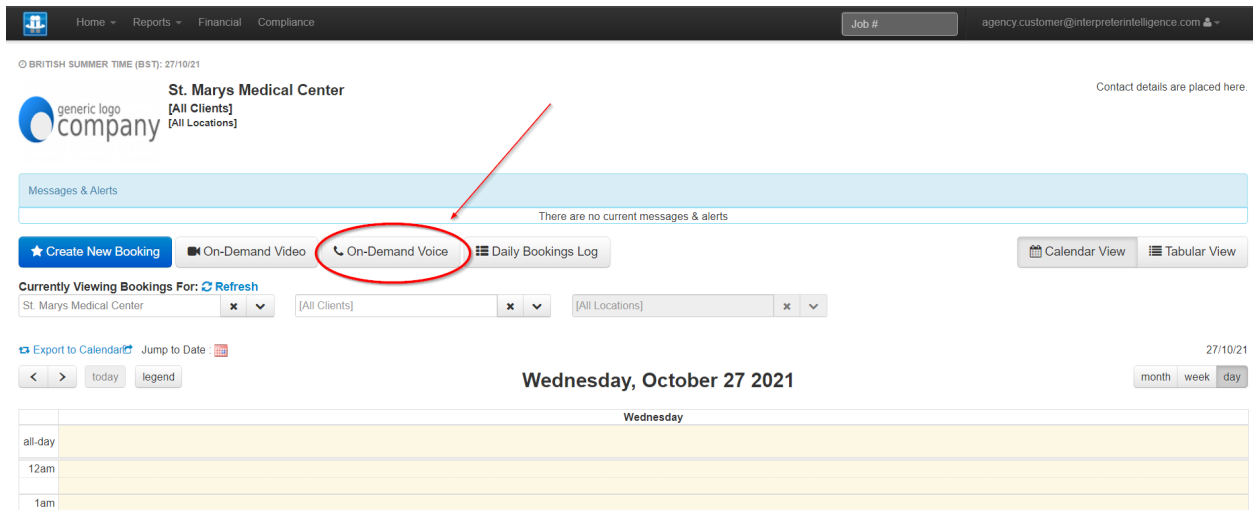 Home Reports Financial Compliance Job # agency.customer@interpreterintelligence.com
BRITISH SUMMER TIME (BST): 27/10/21
generic logo
company
St. Marys Medical Center
[All Clients]
[All Locations]
Contact details are placed here.
Messages & Alerts
There are no current messages & alerts
Create New Booking On-Demand Video On-Demand Voice Daily Bookings Log Calendar View Tabular View
Currently Viewing Bookings For: Refresh
St. Marys Medical Center [All Clients] [All Locations]
Export to Calendar Jump to Date : 27/10/21
today legend Wednesday, October 27 2021 month week day
Wednesday
all-day
12am
1am